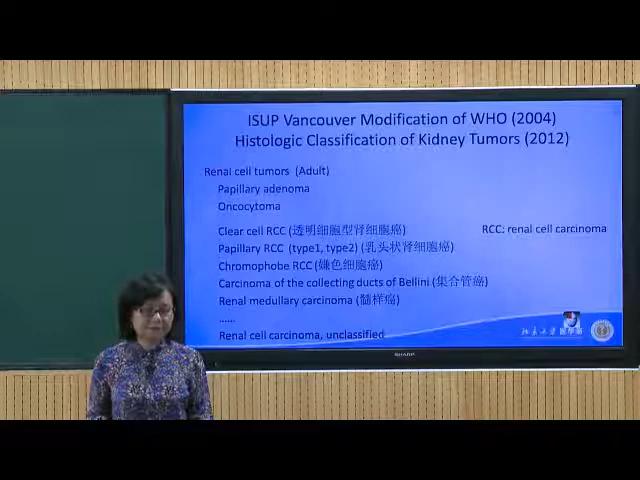 ISUP Vancouver Modification of WHO (2004)
Histologic Classification of Kidney Tumors (2012)
Renal cell tumors (Adult)
Papillary adenoma
Oncocytoma
Clear cell RCC (透明细胞型肾细胞癌)
RCC: renal cell carcinoma
Papillary RCC (type1, type2) (乳头状肾细胞癌)
Chromophobe RCC (嫌色细胞癌)
Carcinoma of the collecting ducts of Bellini (集合管癌)
Renal medullary carcinoma (髓样癌)
......
Renal cell carcinoma, unclassified
SHARP